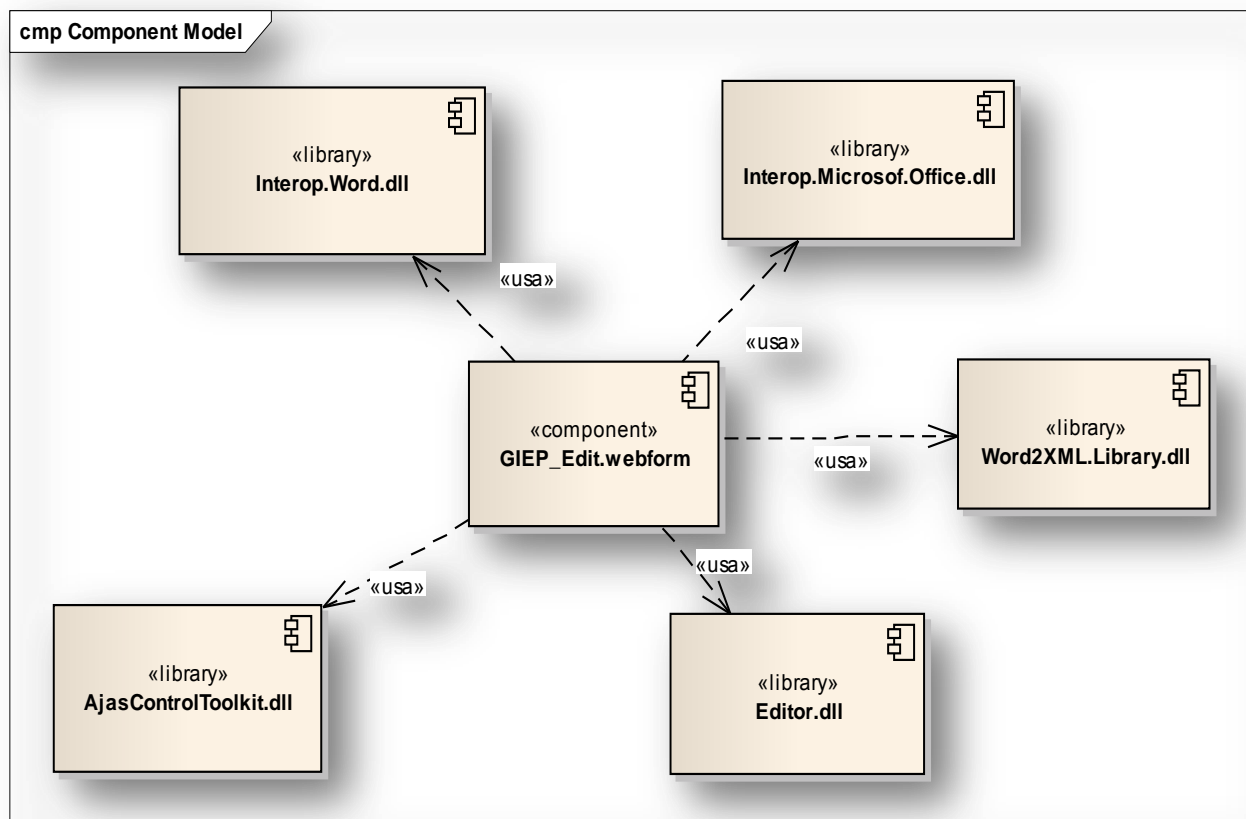 cmp Component Model
«library»
Interop.Word.dll
«library»
Interop.Microsof.Office.dll
«usa»
«usa»
«component»
GIEP_Edit.webform
«library»
Word2XML.Library.dll
«usa»
«usa»
«usa»
«library»
AjasControlToolkit.dll
«library»
Editor.dll